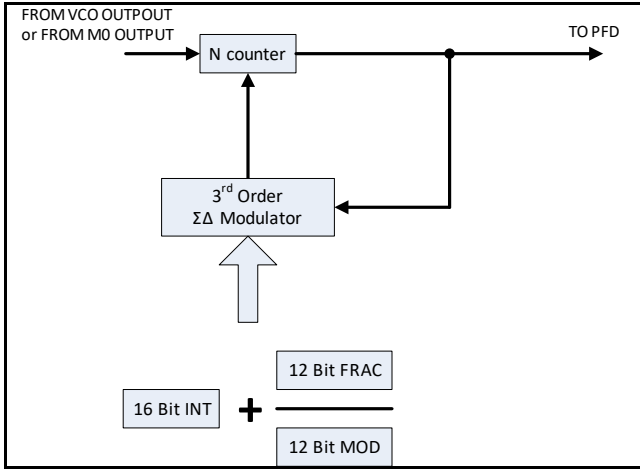 FROM VCO OUTPOUT
or FROM M0 OUTPUT
TO PFD
N counter
3rd Order
ΣΔ Modulator
12 Bit FRAC
16 Bit INT +
12 Bit MOD